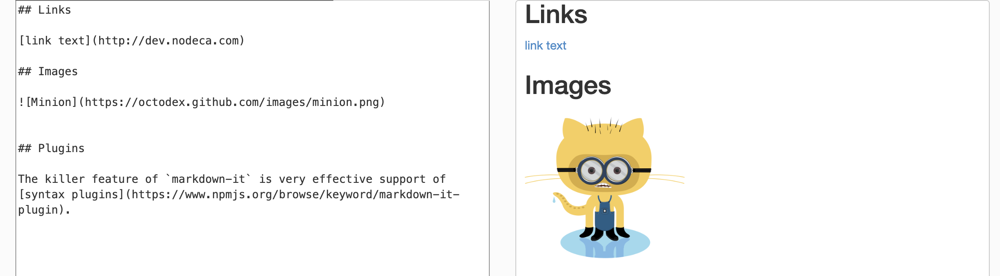 ## Links
[link text](http://dev.nodeca.com)
## Images
![Minion](https://octodex.github.com/images/minion.png)
## Plugins
The killer feature of `markdown-it` is very effective support of
[syntax plugins](https://www.npmjs.org/browse/keyword/markdown-it-
plugin).
Links
link text
Images